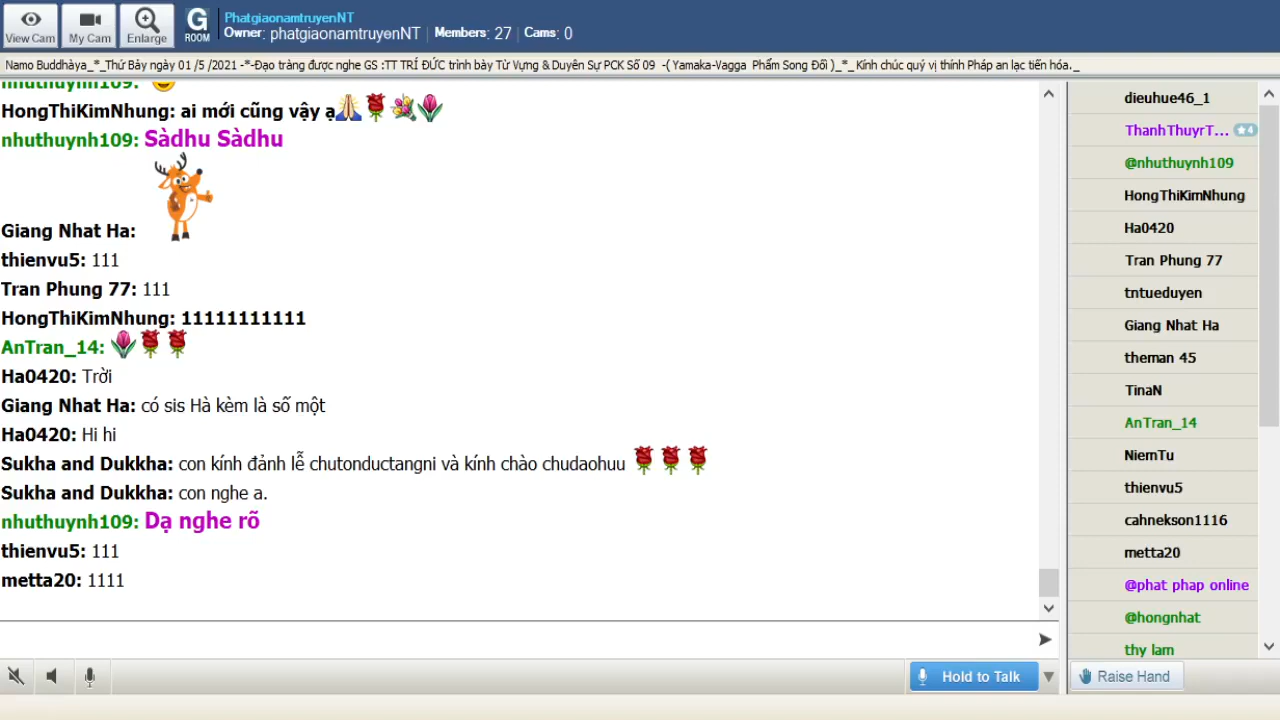 View Cam
My Cam
Enlarge
G
ROOM
PhatgiaonamtruyenNT
Owner: phatgiaonamtruyenNT | Members: 27 | Cams: 0
Namo Buddhàya_*_Thứ Bảy ngày 01 /5 /2021 -*-Đạo tràng được nghe GS :TT TRÍ ĐỨC trình bày Từ Vựng & Duyên Sự PCK Số 09 -( Yamaka-Vagga Phẩm Song Đối )_*_ Kính chúc quý vị thính Pháp an lạc tiến hóa._
nhuthuynh109:
HongThiKimNhung: ai mới cũng vậy ạ
nhuthuynh109: Sàdhu Sàdhu
Giang Nhat Ha:
thienvu5: 111
Tran Phung 77: 111
HongThiKimNhung: 11111111111
AnTran_14:
Ha0420: Trời
Giang Nhat Ha: có sis Hà kèm là số một
Ha0420: Hi hi
Sukha and Dukkha: con kính đảnh lễ chutonductangni và kính chào chudaohuu
Sukha and Dukkha: con nghe a.
nhuthuynh109: Dạ nghe rõ
thienvu5: 111
metta20: 1111
dieuhue46_1
ThanhThuyrT... 4
@nhuthuynh109
HongThiKimNhung
Ha0420
Tran Phung 77
tntueduyen
Giang Nhat Ha
theman 45
TinaN
AnTran_14
NiemTu
thienvu5
cahnekson1116
metta20
@phat phap online
@hongnhat
thy lam
Hold to Talk
Raise Hand